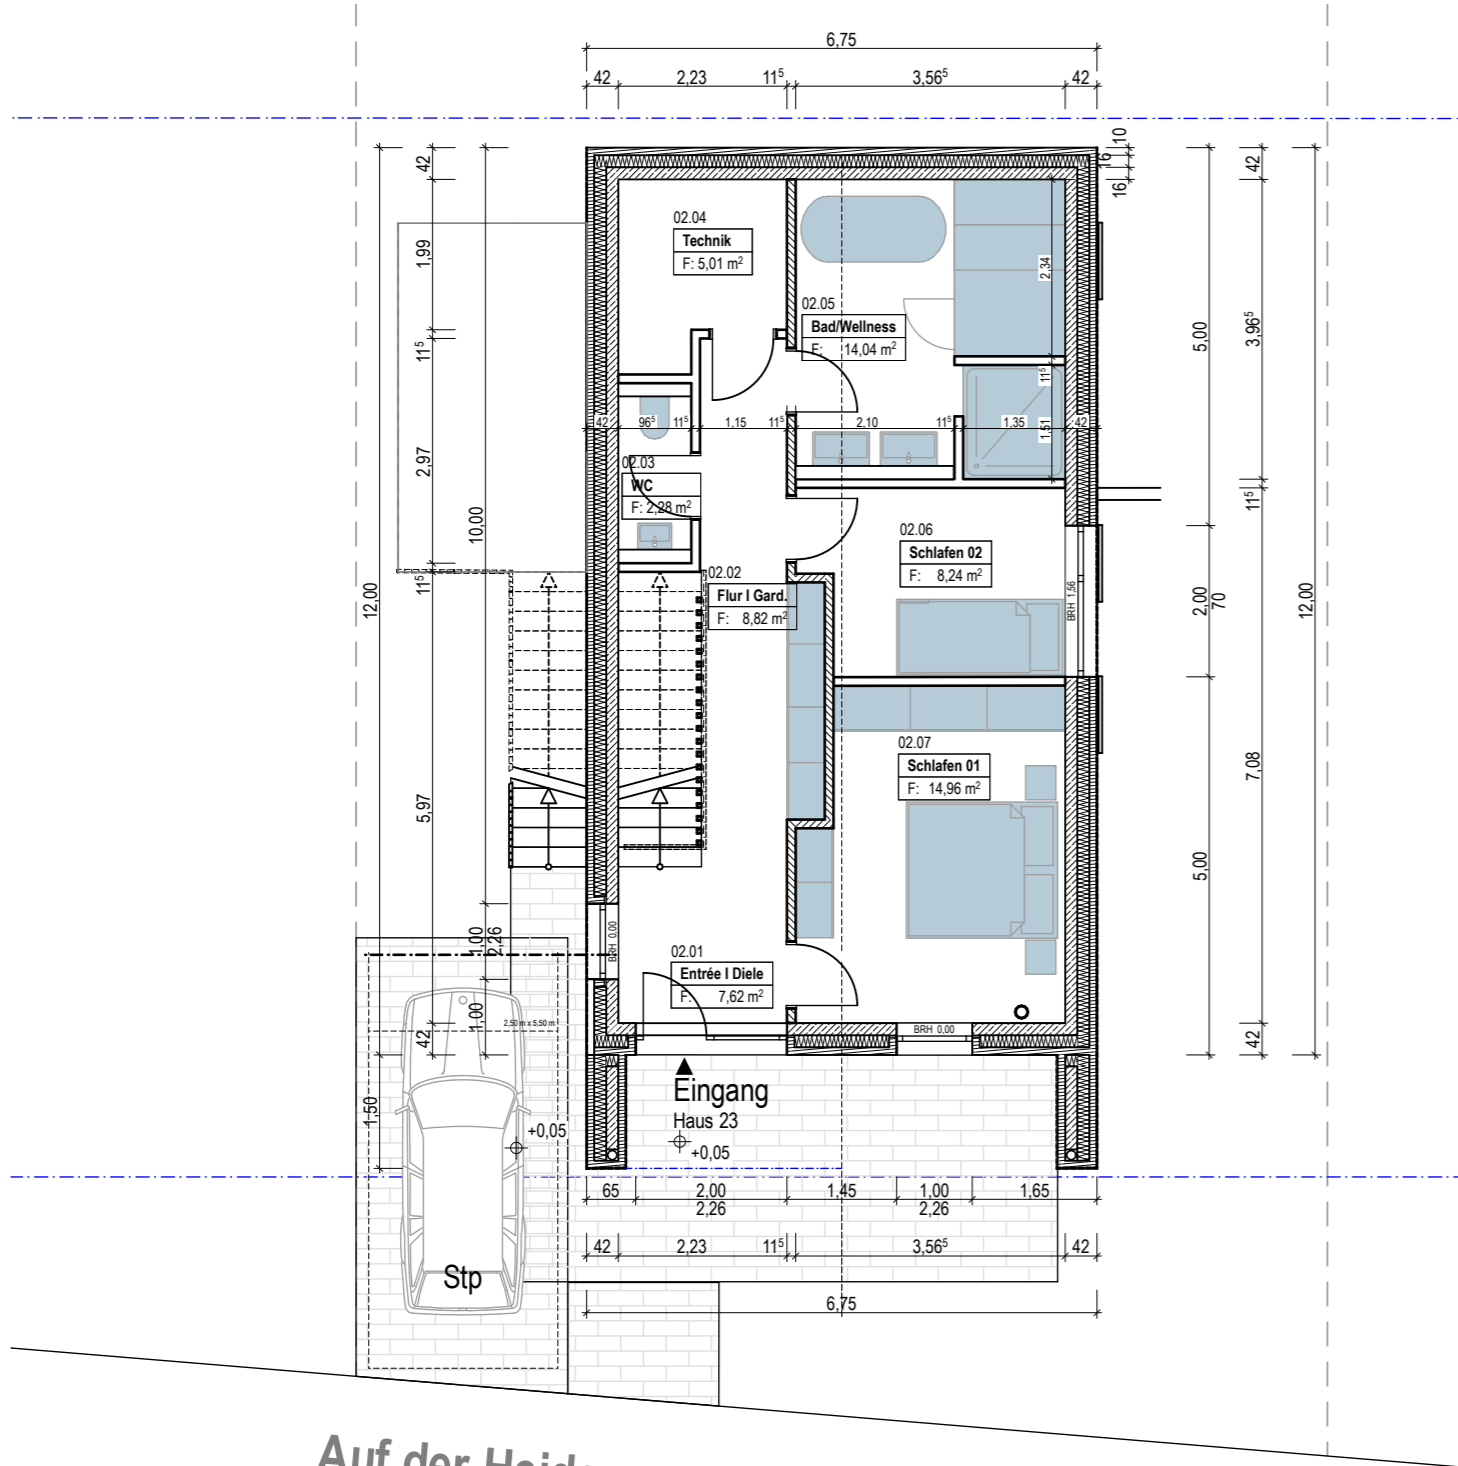 6,75
42 2,23 11⁵ 3,56⁵ 42
10
16
16
42
1,99
11⁵
2,97
11⁵
5,97
42
10,00
1,00
2,26
1,00
12,00
1,50
02.04
Technik
F: 5,01 m²
02.05
Bad/Wellness
F: 14,04 m²
2,34
11⁵
1,51
42 96⁵ 11⁵ 1,15 11⁵ 2,10 11⁵ 1,35 42
02.03
WC
F: 2,28 m²
02.06
Schlafen 02
F: 8,24 m²
BRH 1,56
02.02
Flur I Gard.
F: 8,82 m²
02.07
Schlafen 01
F: 14,96 m²
02.01
Entrée I Diele
F: 7,62 m²
BRH 0,00
BRH 0,00
5,00
2,00
70
5,00
42
3,96⁵
11⁵
7,08
42
12,00
2,50 m x 5,50 m
Eingang
Haus 23
+0,05
+0,05
65 2,00 1,45 1,00 1,65
2,26 2,26
42 2,23 11⁵ 3,56⁵ 42
6,75
Stp
Auf der Heide